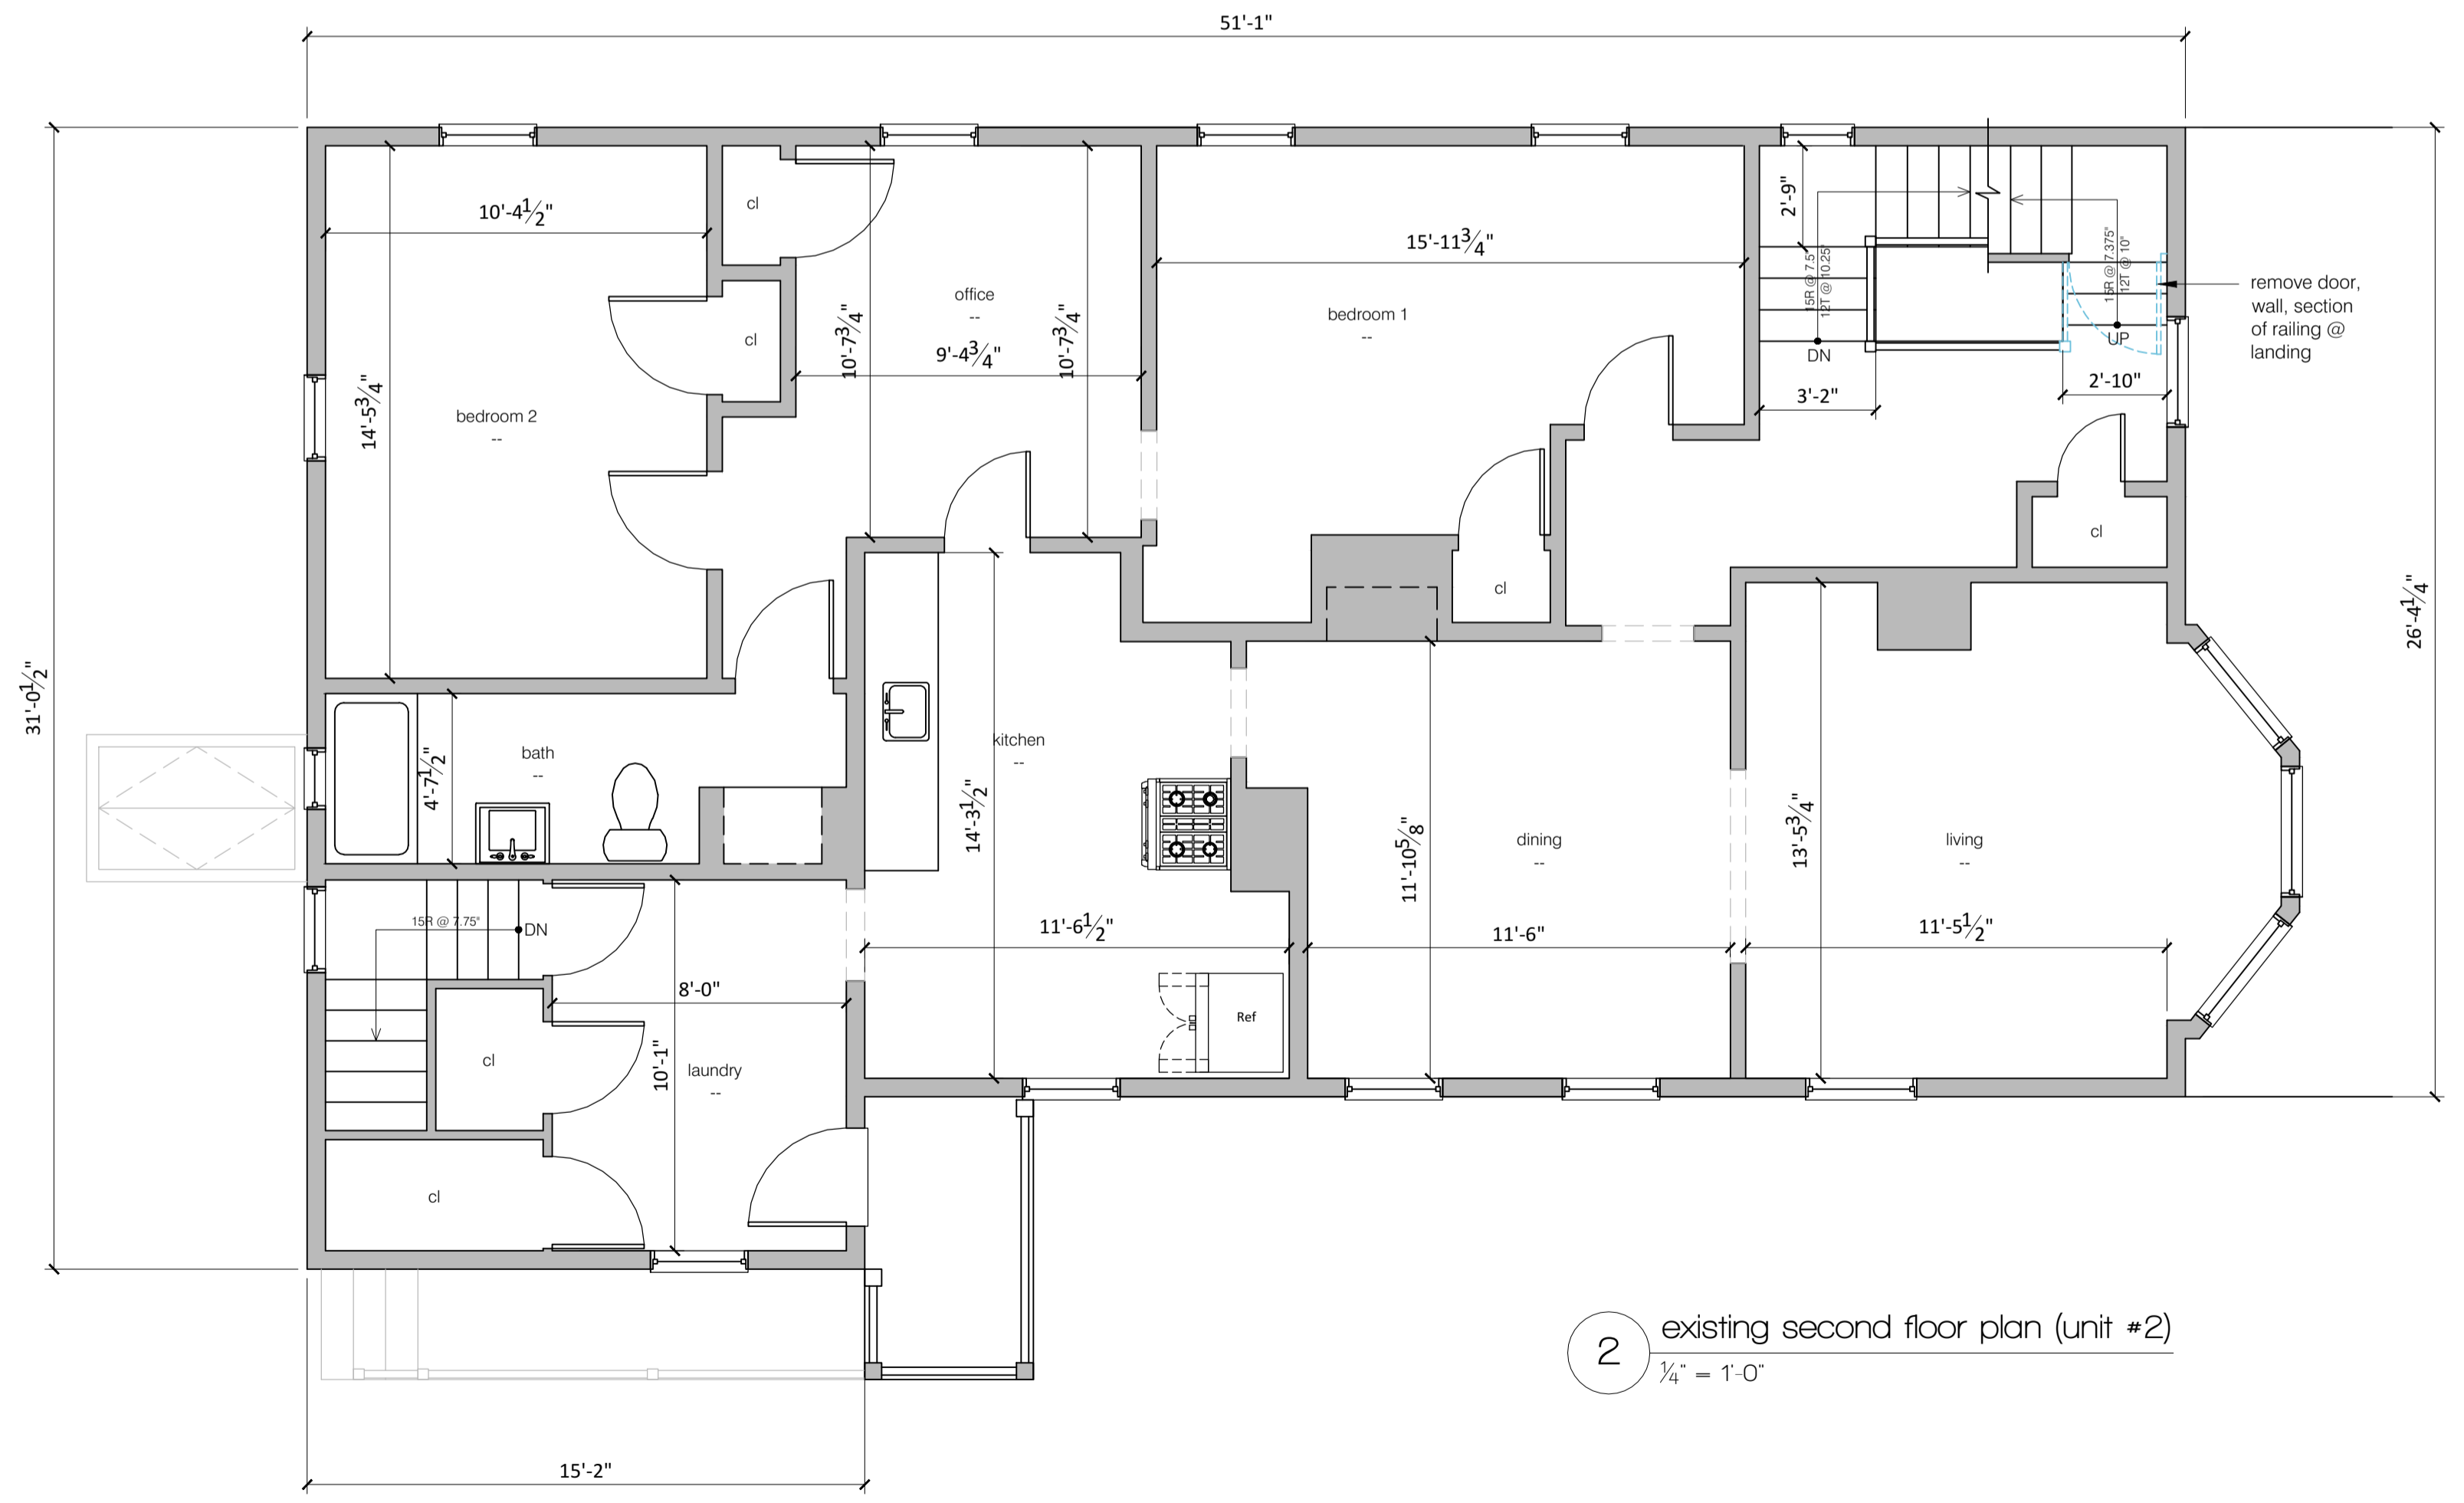 51'-1"
10'-4 1/2"
cl
2'-9"
15'-11 3/4"
office
--
bedroom 1
--
10'-7 3/4"
10'-7 3/4"
9'-4 3/4"
cl
15R @ 7.5"
12T @ 10.25"
15R @ 7.375"
12T @ 10"
remove door,
wall, section
of railing @
landing
DN
UP
3'-2"
2'-10"
14'-5 3/4"
bedroom 2
--
cl
cl
31'-0 1/2"
26'-4 1/4"
bath
--
4'-7 1/2"
kitchen
--
14'-3 1/2"
11'-10 5/8"
dining
--
13'-5 3/4"
living
--
15R @ 7.75"
DN
11'-6 1/2"
11'-6"
11'-5 1/2"
8'-0"
Ref
cl
10'-1"
laundry
--
cl
2
existing second floor plan (unit #2)
1/4" = 1'-0"
15'-2"